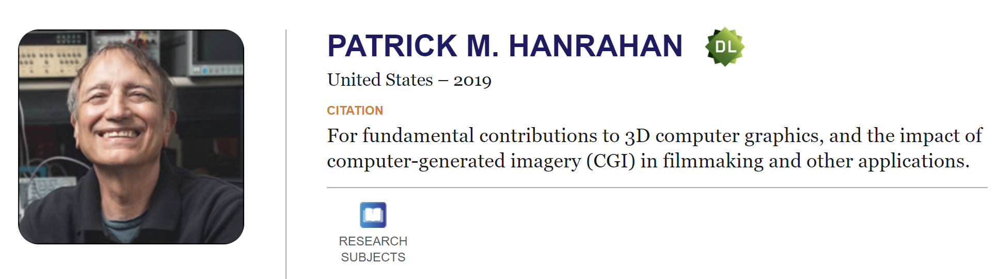 PATRICK M. HANRAHAN DL
United States – 2019
CITATION
For fundamental contributions to 3D computer graphics, and the impact of
computer-generated imagery (CGI) in filmmaking and other applications.
RESEARCH
SUBJECTS